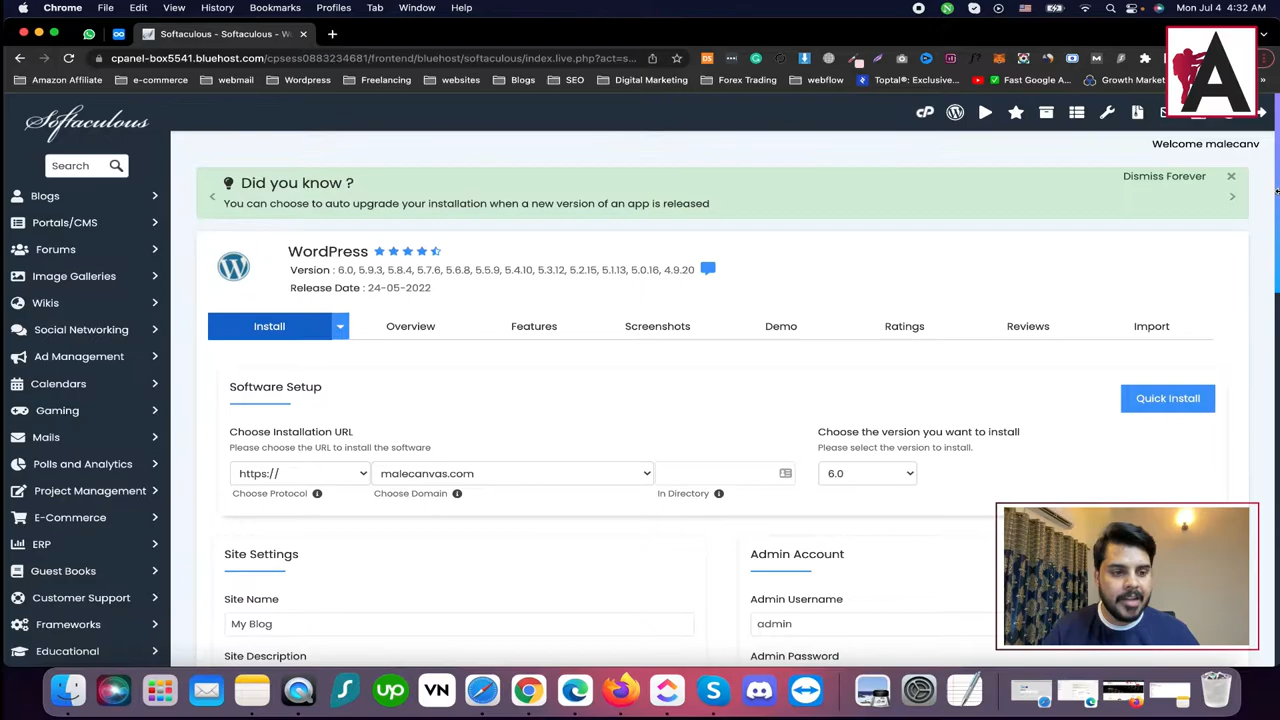 Chrome File Edit View History Bookmarks Profiles Tab Window Help Mon Jul 4 4:32 AM
Softaculous - Softaculous - W
cpanel-box5541.bluehost.com/cpsess0883234681/frontend/bluehost/softaculous/index.live.php?act=s...
Amazon Affiliate e-commerce webmail Wordpress Freelancing websites Blogs SEO Digital Marketing Forex Trading webflow Toptal®: Exclusive... Fast Google A... Growth Market
A
Softaculous
cP
Welcome malecanv
Search
Did you know ?
Dismiss Forever
You can choose to auto upgrade your installation when a new version of an app is released
Blogs
Portals/CMS
Forums
Image Galleries
Wikis
Social Networking
Ad Management
Calendars
Gaming
Mails
Polls and Analytics
Project Management
E-Commerce
ERP
Guest Books
Customer Support
Frameworks
Educational
WordPress
Version : 6.0, 5.9.3, 5.8.4, 5.7.6, 5.6.8, 5.5.9, 5.4.10, 5.3.12, 5.2.15, 5.1.13, 5.0.16, 4.9.20
Release Date : 24-05-2022
Install Overview Features Screenshots Demo Ratings Reviews Import
Software Setup
Quick Install
Choose Installation URL
Please choose the URL to install the software
https:// malecanvas.com
Choose Protocol Choose Domain In Directory
Choose the version you want to install
Please select the version to install.
6.0
Site Settings
Site Name
My Blog
Site Description
Admin Account
Admin Username
admin
Admin Password
up VN